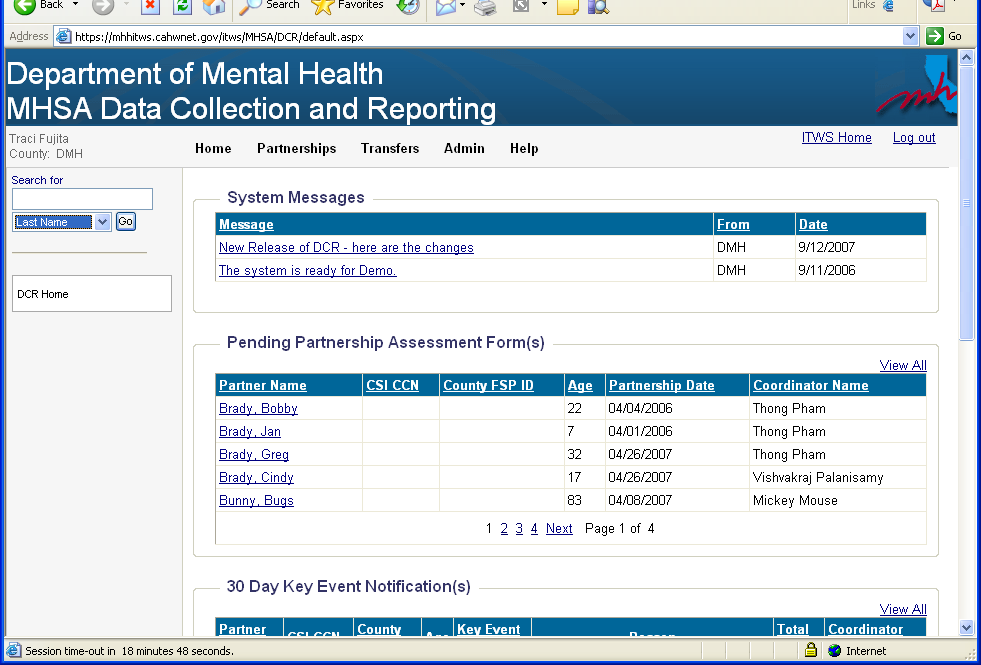 Back Search Favorites Links
Address https://mhhitws.cahwnet.gov/itws/MHSA/DCR/default.aspx Go
Department of Mental Health
MHSA Data Collection and Reporting
mh
Traci Fujita
County: DMH
Home Partnerships Transfers Admin Help
ITWS Home Log out
Search for
Last Name Go
DCR Home
System Messages
Message From Date
New Release of DCR - here are the changes DMH 9/12/2007
The system is ready for Demo. DMH 9/11/2006
Pending Partnership Assessment Form(s)
View All
Partner Name CSI CCN County FSP ID Age Partnership Date Coordinator Name
Brady, Bobby 22 04/04/2006 Thong Pham
Brady, Jan 7 04/01/2006 Thong Pham
Brady, Greg 32 04/26/2007 Thong Pham
Brady, Cindy 17 04/26/2007 Vishvakraj Palanisamy
Bunny, Bugs 83 04/08/2007 Mickey Mouse
1 2 3 4 Next Page 1 of 4
30 Day Key Event Notification(s)
View All
Partner CSI CCN County Age Key Event Reason Total Coordinator
Session time-out in 18 minutes 48 seconds. Internet